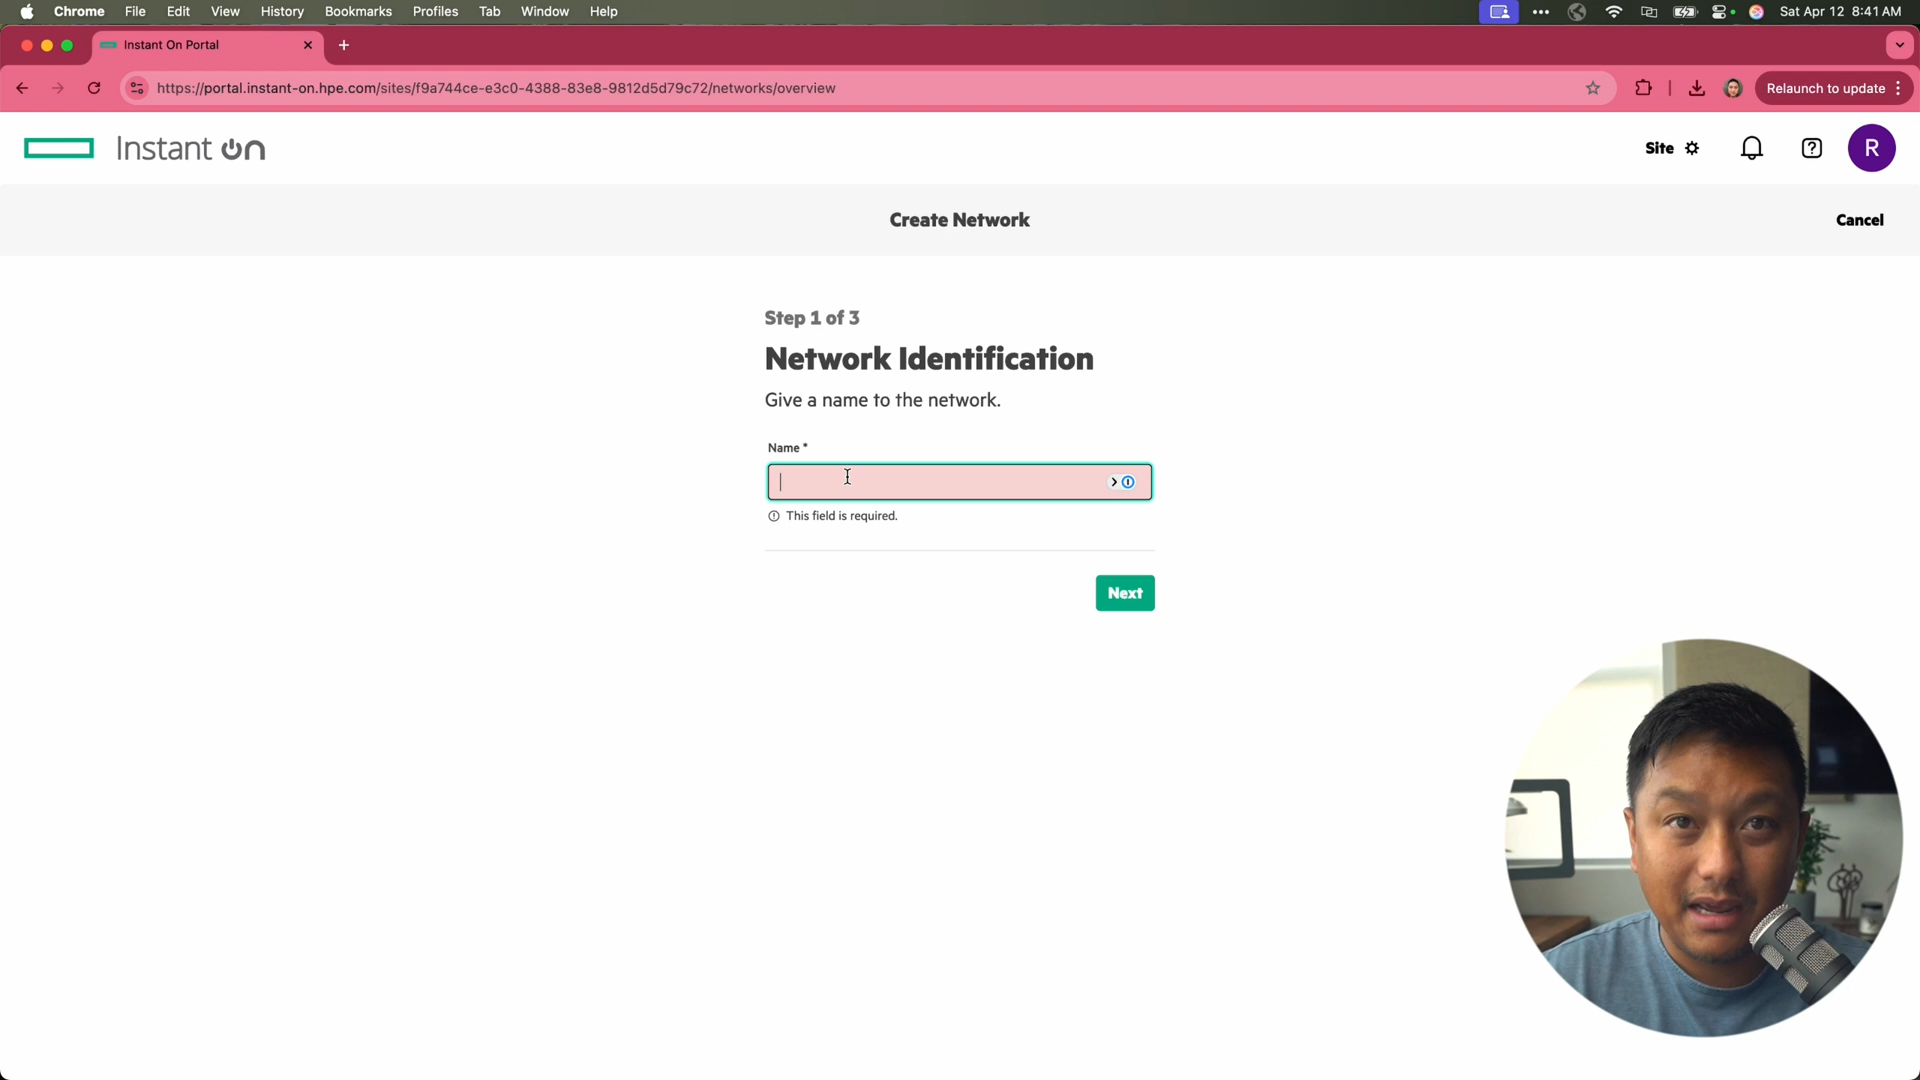 Chrome File Edit View History Bookmarks Profiles Tab Window Help
Sat Apr 12 8:41 AM
Instant On Portal
https://portal.instant-on.hpe.com/sites/f9a744ce-e3c0-4388-83e8-9812d5d79c72/networks/overview
Relaunch to update
Instant On
Site
R
Create Network
Cancel
Step 1 of 3
Network Identification
Give a name to the network.
Name *
This field is required.
Next